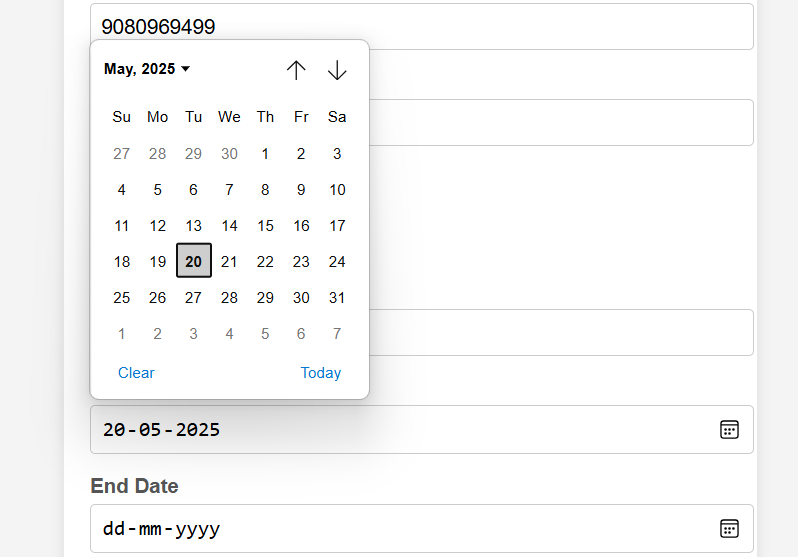 9080969499
May, 2025
Su Mo Tu We Th Fr Sa
27 28 29 30 1 2 3
4 5 6 7 8 9 10
11 12 13 14 15 16 17
18 19 20 21 22 23 24
25 26 27 28 29 30 31
1 2 3 4 5 6 7
Clear Today
20-05-2025
End Date
dd-mm-yyyy